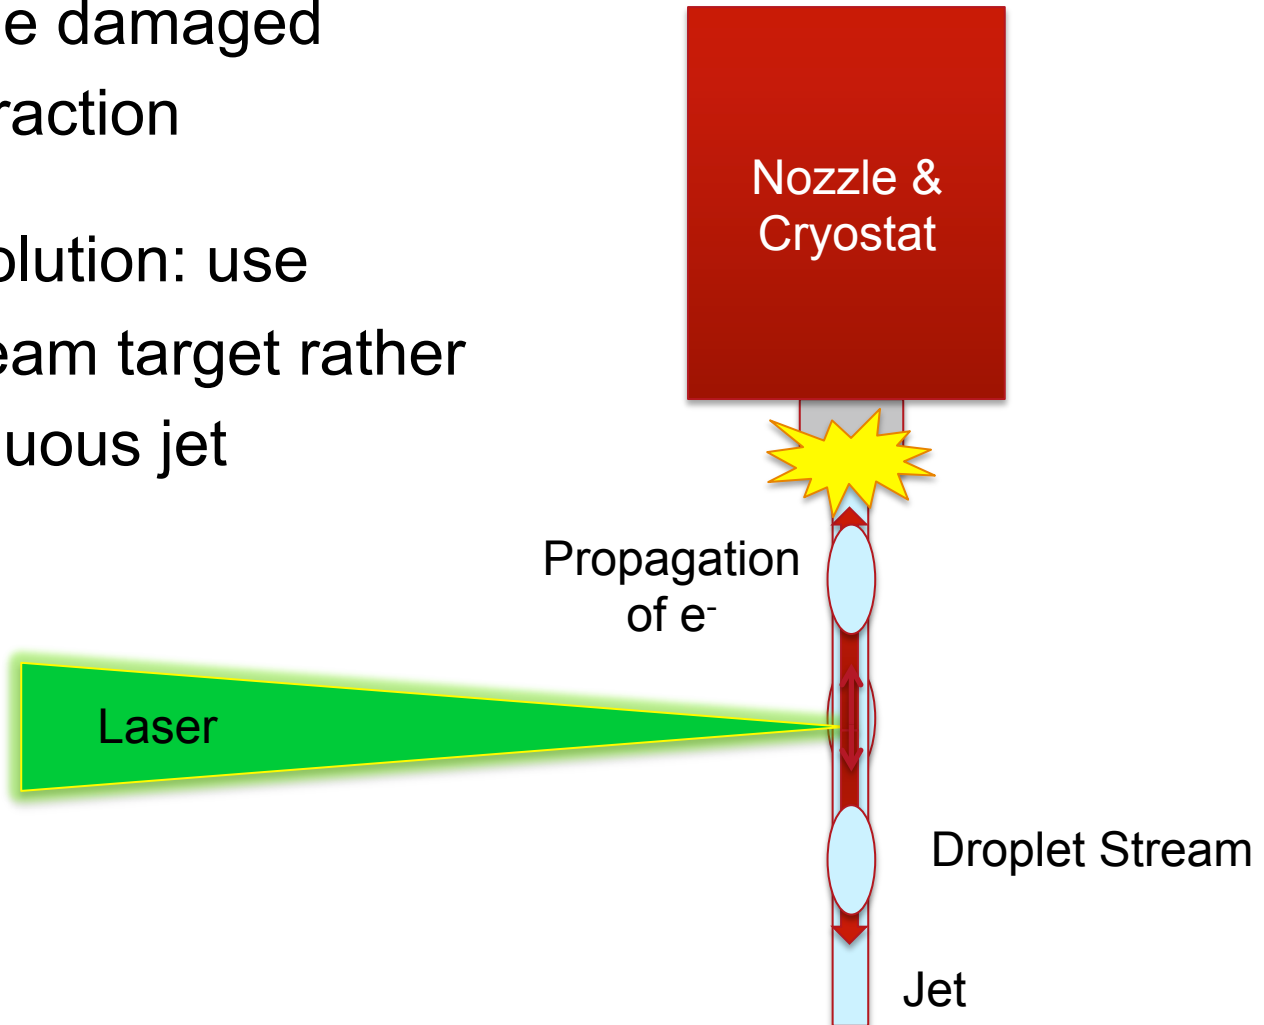 e damaged
raction
olution: use
eam target rather
uous jet
Nozzle &
Cryostat
Propagation
of e-
Laser
Droplet Stream
Jet